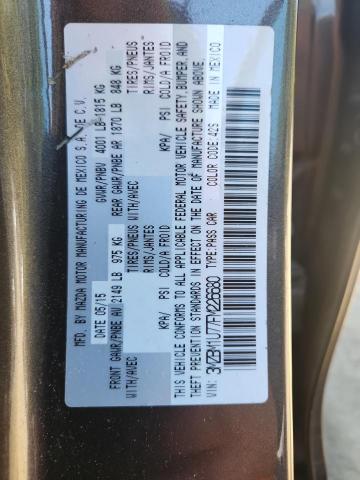 MFD. BY MAZDA MOTOR MANUFACTURING DE MEXICO S.A. DE C.V.
DATE 05/15 GVWR/PNBV 4001 LB-1815 KG
FRONT GAWR/PNBE AV 2149 LB 975 KG REAR GAWR/PNBE AR 1870 LB 848 KG
WITH/AVEC TIRES/PNEUS WITH/AVEC TIRES/PNEUS
RIMS/JANTES RIMS/JANTES
KPA/ PSI COLD/A FROID KPA/ PSI COLD/A FROID
THIS VEHICLE CONFORMS TO ALL APPLICABLE FEDERAL MOTOR VEHICLE SAFETY, BUMPER, AND
THEFT PREVENTION STANDARDS IN EFFECT ON THE DATE OF MANUFACTURE SHOWN ABOVE.
3MZBM1U77FM226680 TYPE:PASS CAR COLOR CODE: 42S MADE IN MEXICO